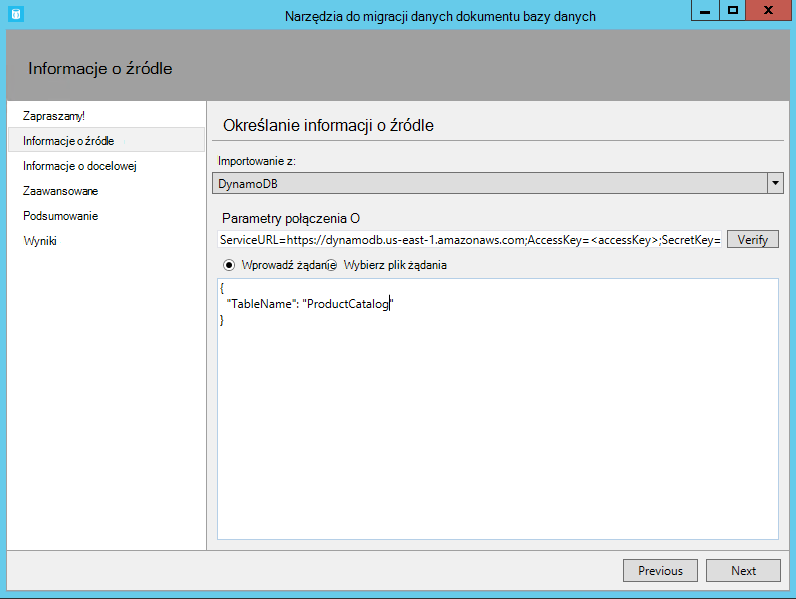 Narzędzia do migracji danych dokumentu bazy danych
Informacje o źródle
Zapraszamy!
Informacje o źródle
Informacje o docelowej
Zaawansowane
Podsumowanie
Wyniki
Określanie informacji o źródle
Importowanie z:
DynamoDB
Parametry połączenia O
ServiceURL=https://dynamodb.us-east-1.amazonaws.com;AccessKey=<accessKey>;SecretKey=
Verify
Wprowadź żądanie Wybierz plik żądania
{
"TableName": "ProductCatalog"
}
Previous Next